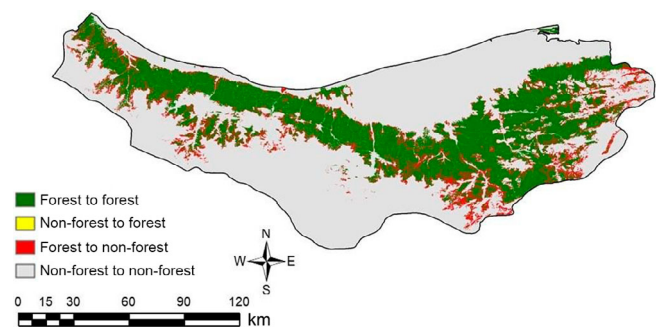 Forest to forest
Non-forest to forest
Forest to non-forest
Non-forest to non-forest
N
W E
S
0 15 30 60 90 120
km